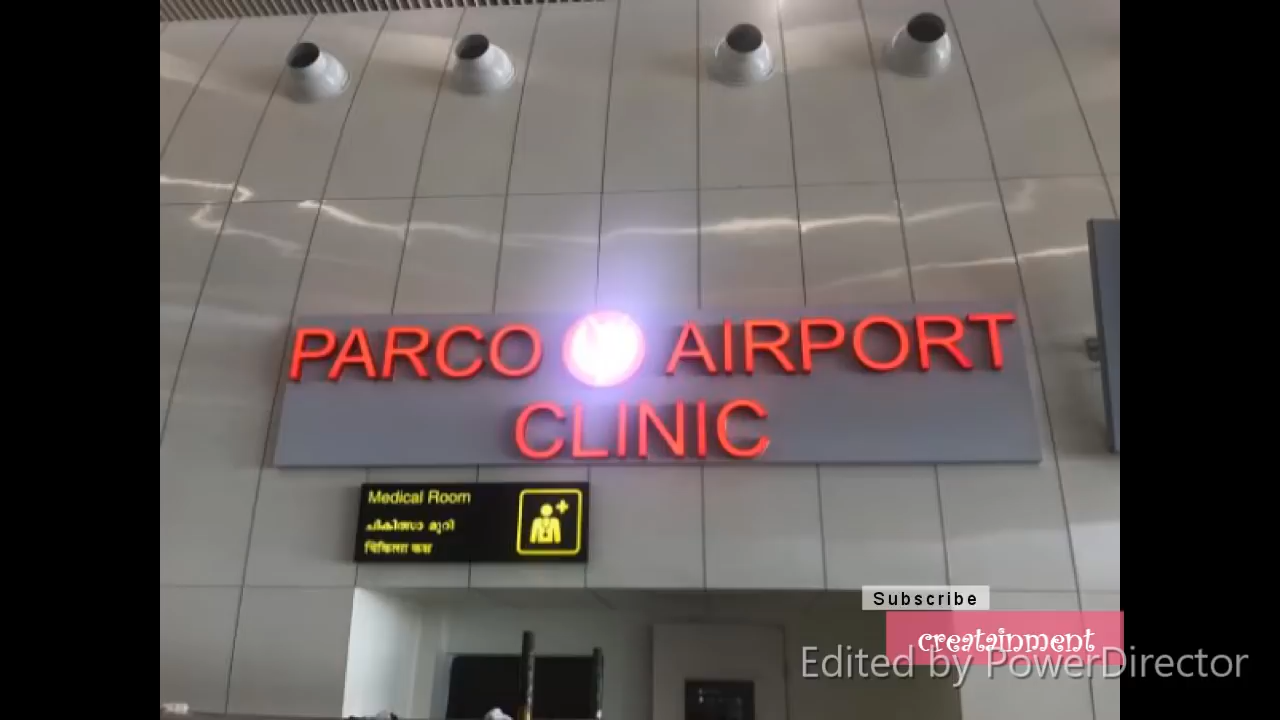 PARCO AIRPORT
CLINIC
Medical Room
ചികിത്സാ മുറി
चिकित्सा कक्ष
Subscribe
creatainment
Edited by PowerDirector